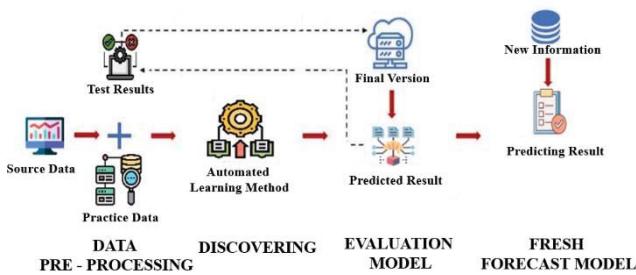 New Information
Test Results
Final Version
Source Data
Automated
Learning Method
Predicted Result
Predicting Result
Practice Data
DATA
PRE - PROCESSING
DISCOVERING
EVALUATION
MODEL
FRESH
FORECAST MODEL